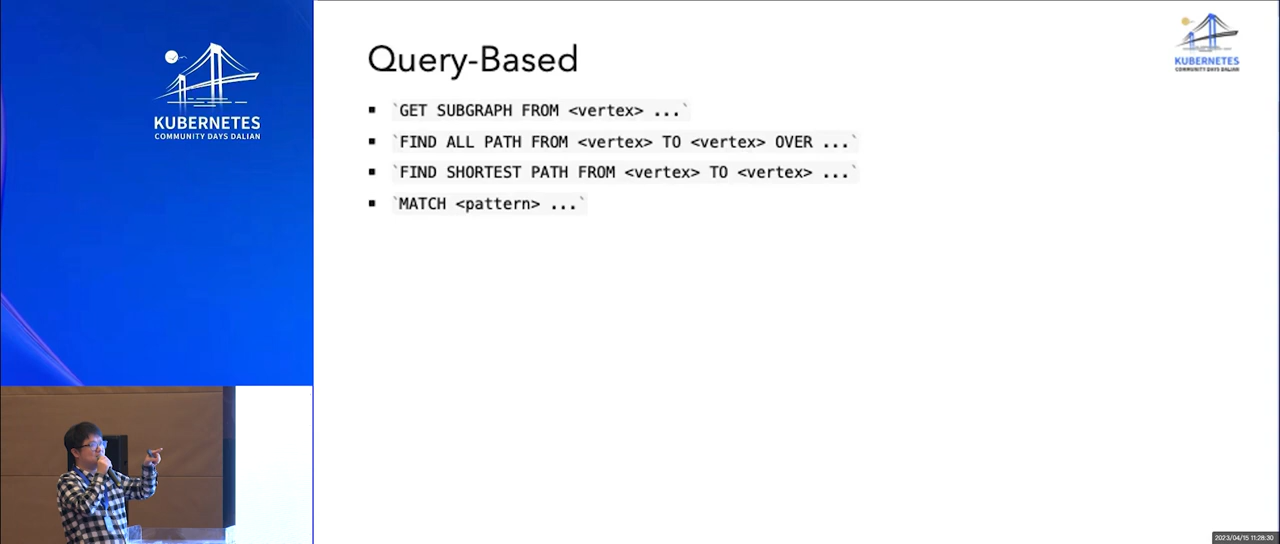 KUBERNETES
COMMUNITY DAYS DALIAN
Query-Based
KUBERNETES
COMMUNITY DAYS DALIAN
▪ `GET SUBGRAPH FROM <vertex> ...`
▪ `FIND ALL PATH FROM <vertex> TO <vertex> OVER ...`
▪ `FIND SHORTEST PATH FROM <vertex> TO <vertex> ...`
▪ `MATCH <pattern> ...`
2023/04/15 11:28:30